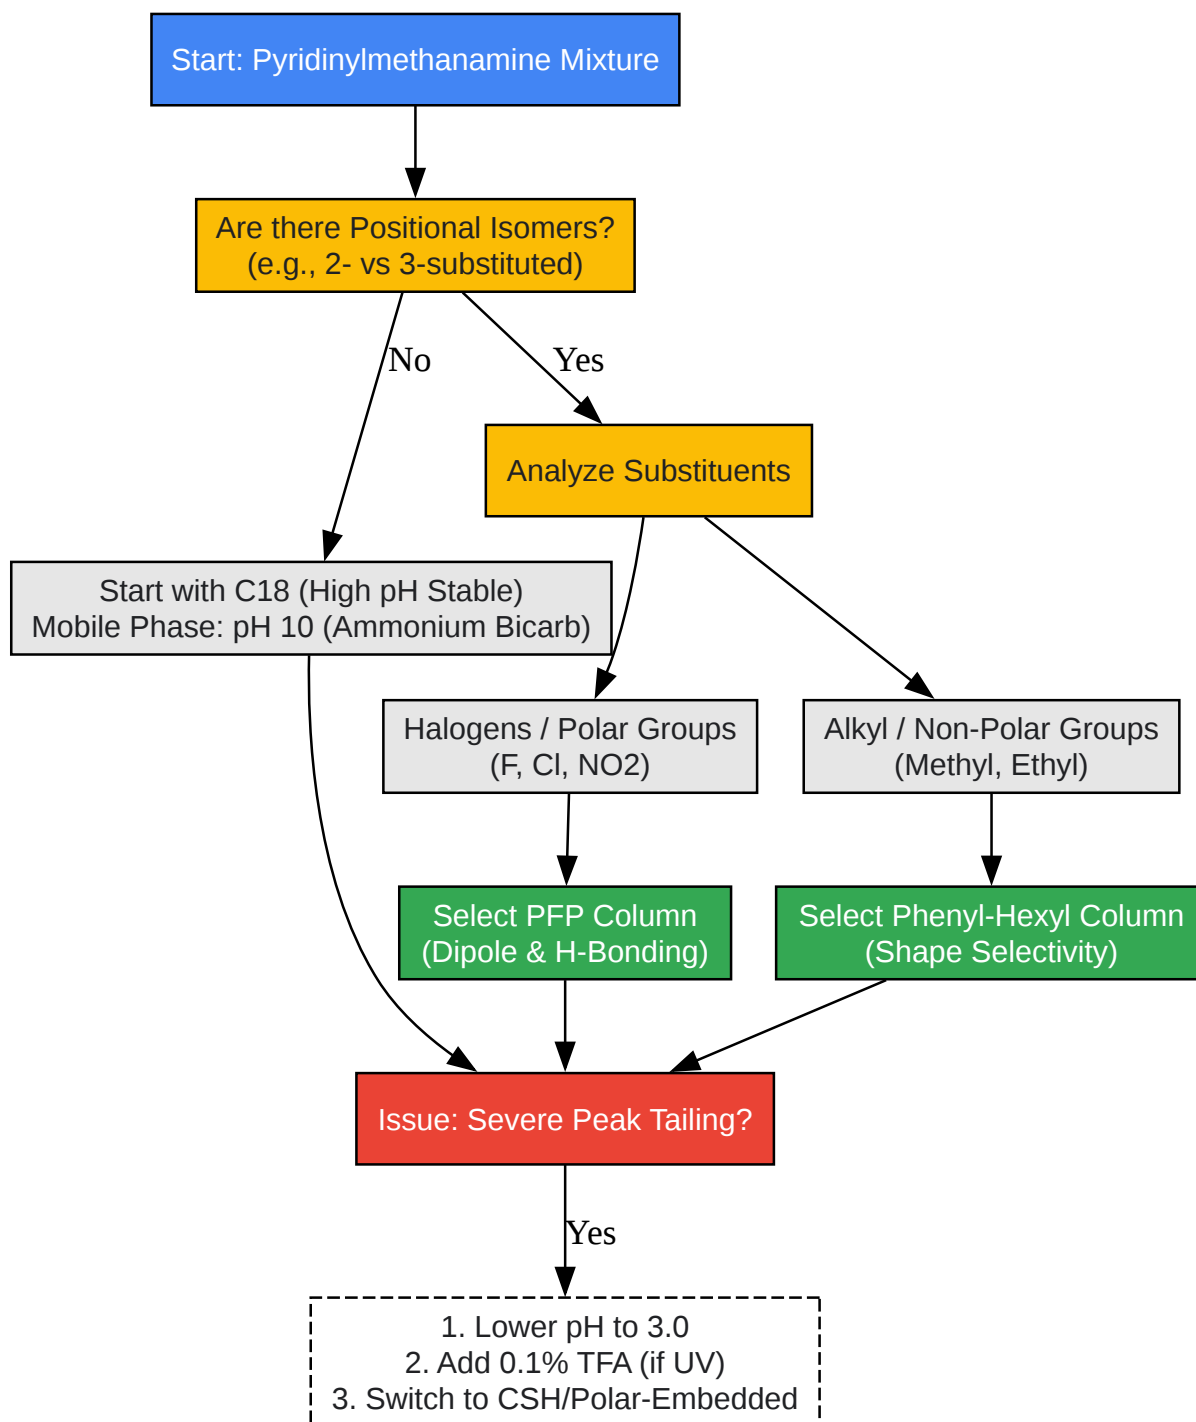 Start: Pyridinylmethanamine Mixture
Are there Positional Isomers?
(e.g., 2- vs 3-substituted)
No
Yes
Analyze Substituents
Start with C18 (High pH Stable)
Mobile Phase: pH 10 (Ammonium Bicarb)
Halogens / Polar Groups
(F, Cl, NO2)
Alkyl / Non-Polar Groups
(Methyl, Ethyl)
Select PFP Column
(Dipole & H-Bonding)
Select Phenyl-Hexyl Column
(Shape Selectivity)
Issue: Severe Peak Tailing?
Yes
1. Lower pH to 3.0
2. Add 0.1% TFA (if UV)
3. Switch to CSH/Polar-Embedded